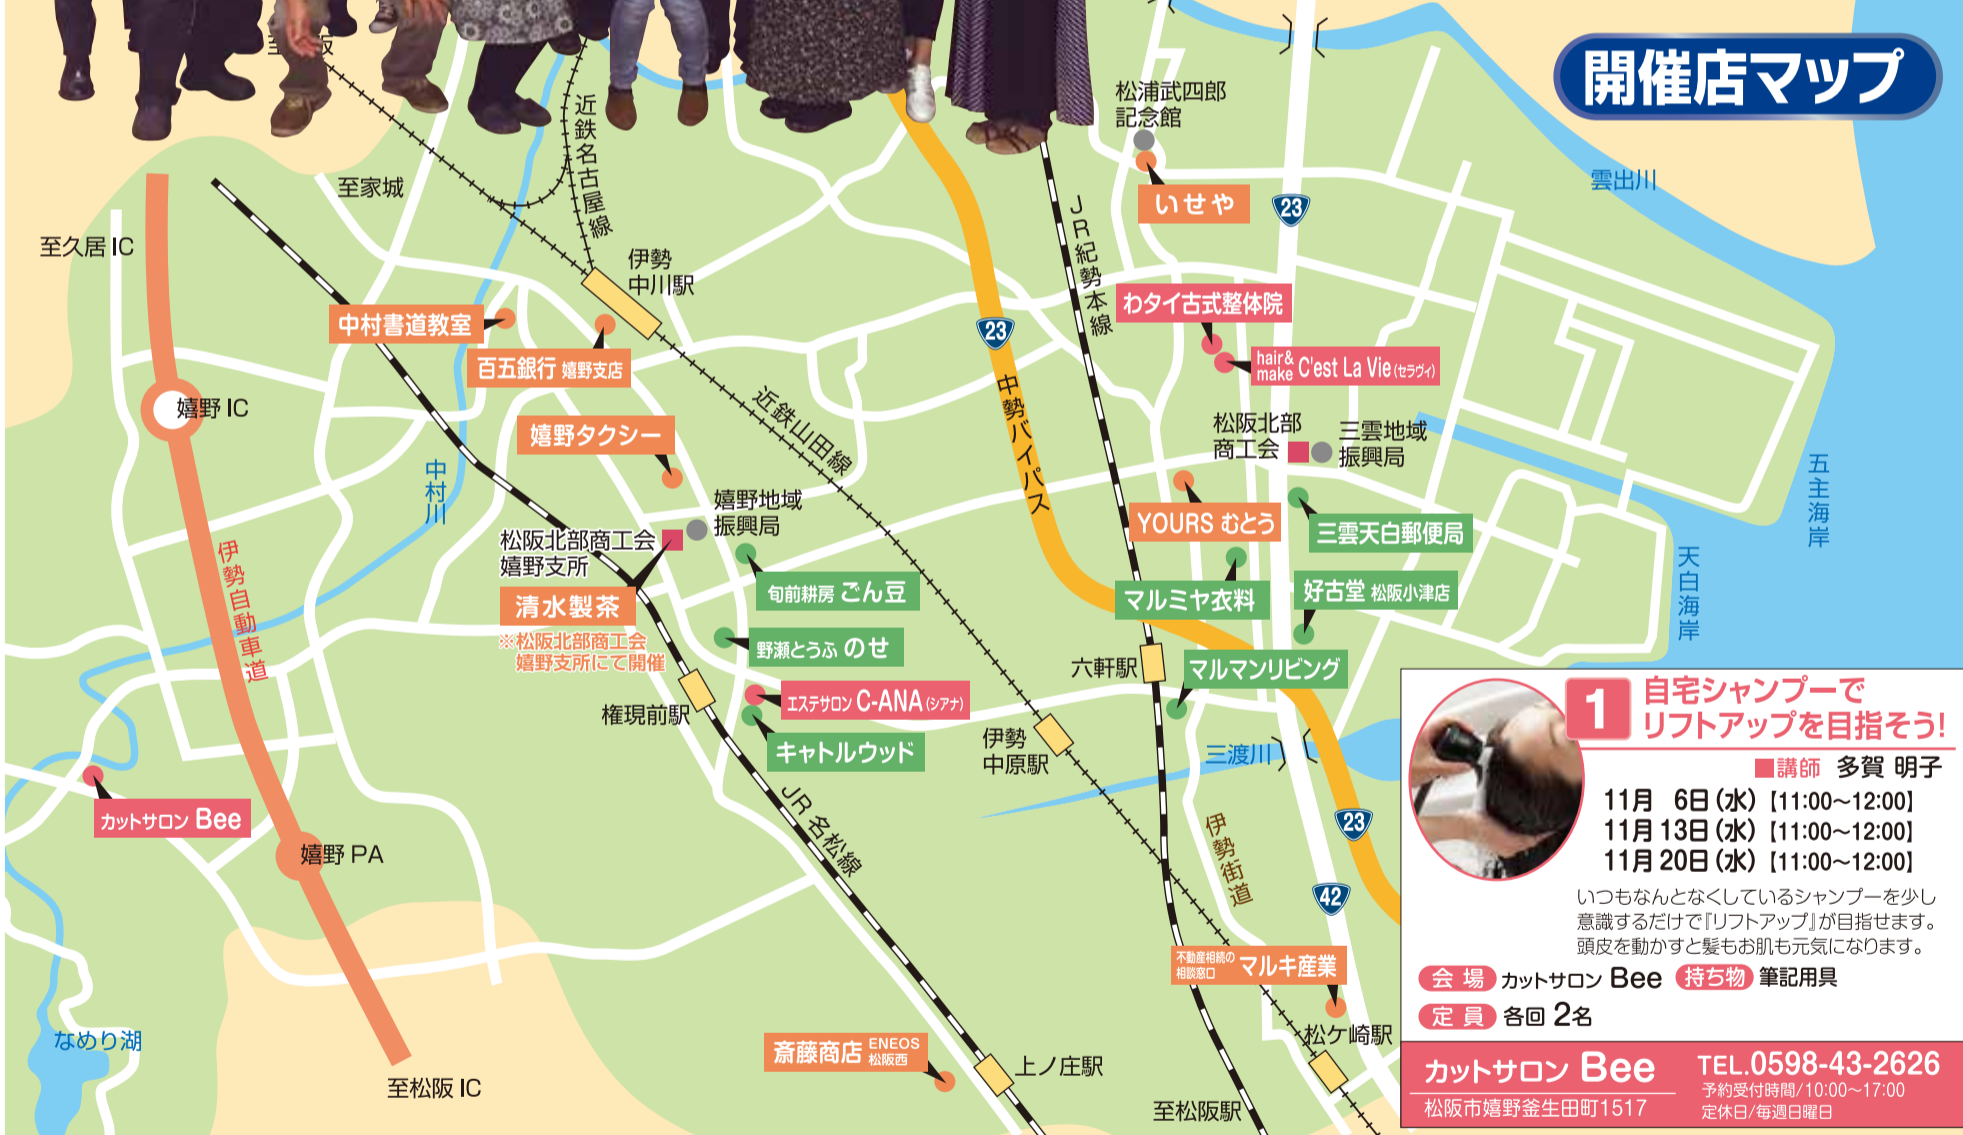 開催店マップ
松浦武四郎
記念館
いせや
23
雲出川
近鉄名古屋線
至家城
至久居 IC
伊勢
中川駅
JR紀勢本線
わタイ古式整体院
hair&
make C'est La Vie (セラヴィ)
中村書道教室
百五銀行 嬉野支店
23
中勢バイパス
嬉野 IC
嬉野タクシー
近鉄山田線
松阪北部
商工会
三雲地域
振興局
中村川
五主海岸
嬉野地域
振興局
松阪北部商工会
嬉野支所
YOURS むとう
三雲天白郵便局
伊勢自動車道
天白海岸
清水製茶
※松阪北部商工会
嬉野支所にて開催
旬前耕房 ごん豆
マルミヤ衣料
好古堂 松阪小津店
野瀬とうふ のせ
六軒駅
マルマンリビング
権現前駅
エステサロン C-ANA (シアナ)
キャトルウッド
伊勢
中原駅
三渡川
カットサロン Bee
嬉野 PA
JR 名松線
伊勢街道
23
42
不動産相続の
相談窓口 マルキ産業
なめり湖
斎藤商店 ENEOS
松阪西
上ノ庄駅
松ケ崎駅
至松阪 IC
至松阪駅
1
自宅シャンプーで
リフトアップを目指そう!
■講師 多賀 明子
11月 6日(水)【11:00〜12:00】
11月 13日(水)【11:00〜12:00】
11月 20日(水)【11:00〜12:00】
いつもなんとなくしているシャンプーを少し
意識するだけで『リフトアップ』が目指せます。
頭皮を動かすと髪もお肌も元気になります。
会場 カットサロン Bee 持ち物 筆記用具
定員 各回 2名
カットサロン Bee
松阪市嬉野釜生田町1517
TEL.0598-43-2626
予約受付時間/10:00〜17:00
定休日/毎週日曜日